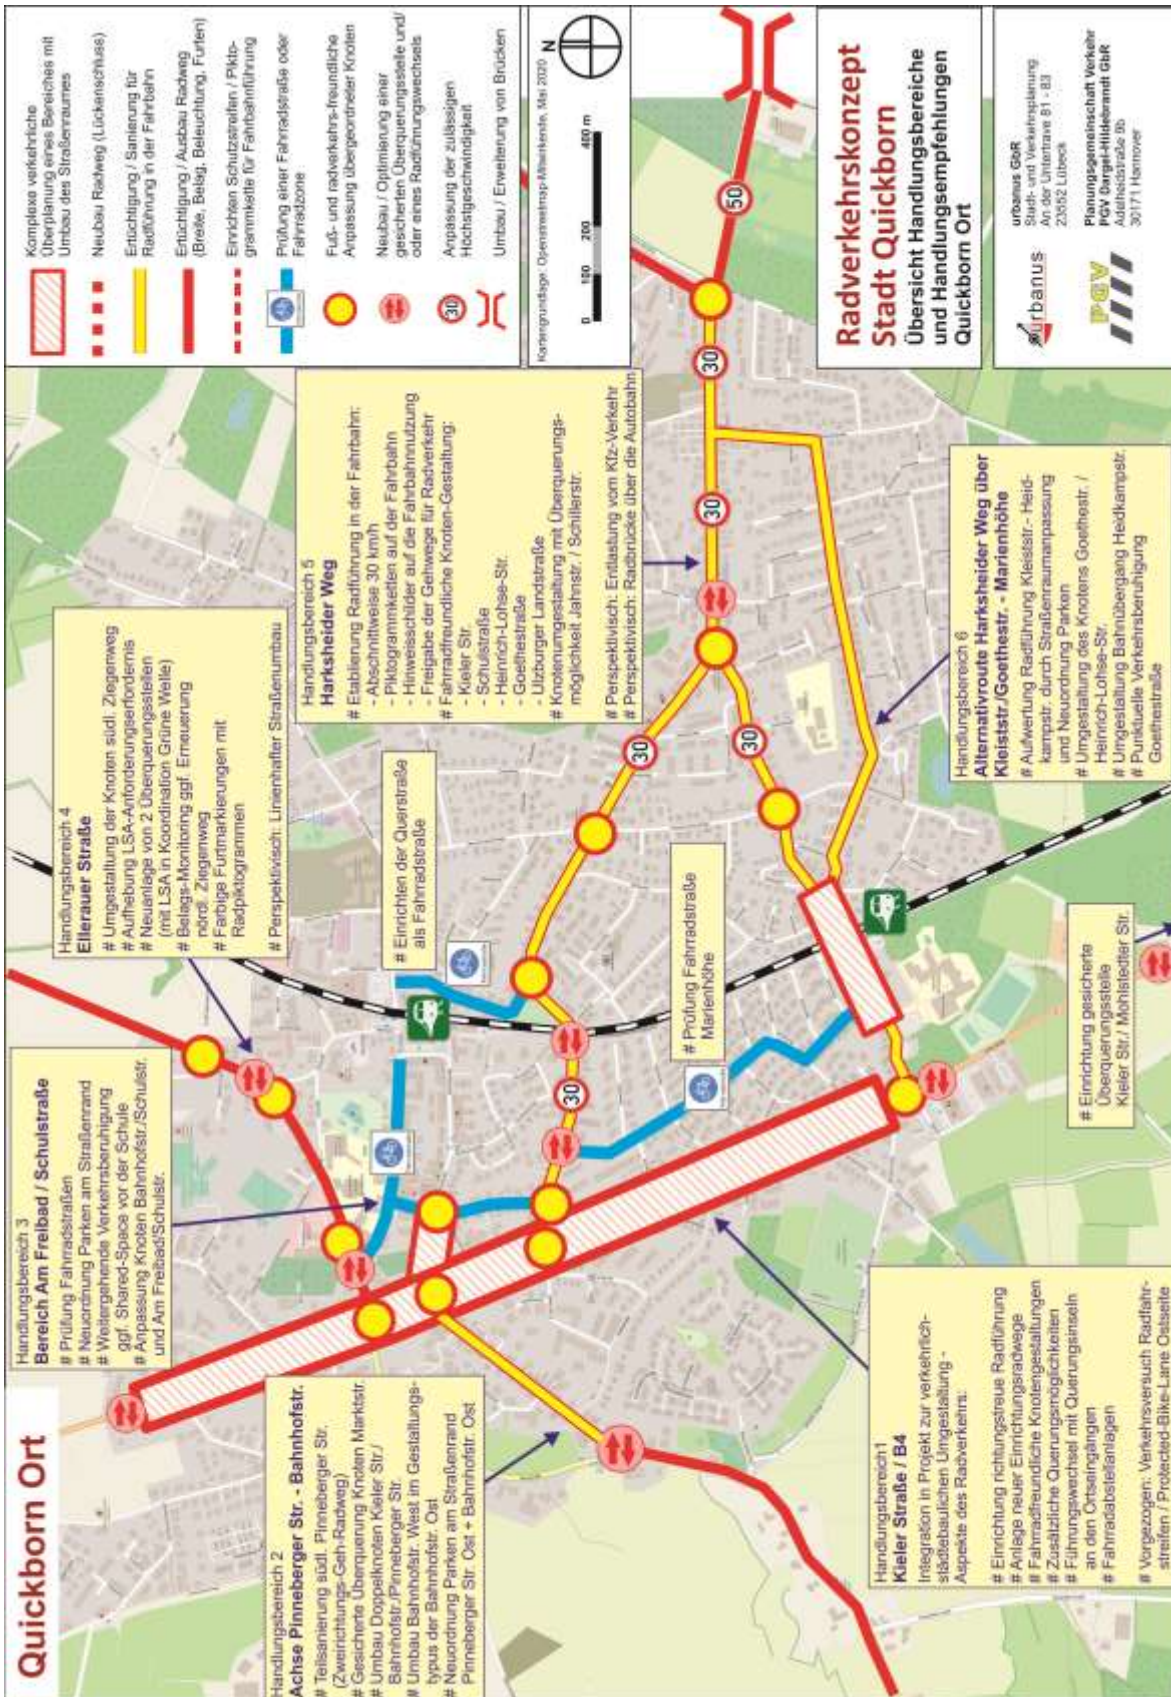 Quickborn Ort
Handlungsbereich 3
Bereich Am Freibad / Schulstraße
# Prüfung Fahrradstraßen
# Neuordnung Parken am Straßenrand
# Weitergehende Verkehrsberuhigung
ggf. Shared-Space vor der Schule
# Anpassung Knoten Bahnhofstr./Schulstr.
und Am Freibad/Schulstr.
Handlungsbereich 4
Ellerauer Straße
# Umgestaltung der Knoten südl. Ziegenweg
# Aufhebung LSA-Anforderungserfordernis
# Neuanlage von 2 Überquerungsstellen
(mit LSA in Koordination Grüne Welle)
# Belags-Monitoring ggf. Erneuerung
nördl. Ziegenweg
# Farbige Furtmarkierungen mit
Radpiktogrammen
# Perspektivisch: Linienhafter Straßenumbau
Handlungsbereich 2
Achse Pinneberger Str. - Bahnhofstr.
# Teilsanierung südl. Pinneberger Str.
(Zweirichtungs-Geh-Radweg)
# Gesicherte Überquerung Knoten Marktstr.
# Umbau Doppelknoten Kieler Str./
Bahnhofstr./Pinneberger Str.
# Umbau Bahnhofstr. West im Gestaltungs-
typus der Bahnhofstr. Ost
# Neuordnung Parken am Straßenrand
Pinneberger Str. Ost + Bahnhofstr. Ost
# Einrichten der Querstraße
als Fahrradstraße
Handlungsbereich 5
Harksheider Weg
# Etablierung Radführung in der Fahrbahn:
- Abschnittweise 30 km/h
- Piktogrammketten auf der Fahrbahn
- Hinweisschilder auf die Fahrbahnnutzung
- Freigabe der Gehwege für Radverkehr
# Fahrradfreundliche Knoten-Gestaltung:
- Kieler Str.
- Schulstraße
- Heinrich-Lohse-Str.
- Goethestraße
- Ulzburger Landstraße
# Knotenumgestaltung mit Überquerungs-
möglichkeit Jahnstr. / Schillerstr.
# Perspektivisch: Entlastung vom Kfz-Verkehr
# Perspektivisch: Radbrücke über die Autobahn
# Prüfung Fahrradstraße
Marienhöhe
30
30
30
30
30
50
Handlungsbereich1
Kieler Straße / B4
Integration in Projekt zur verkehrlich-
städtebaulichen Umgestaltung -
Aspekte des Radverkehrs:
# Einrichtung richtungstreue Radführung
# Anlage neuer Einrichtungsradwege
# Fahrradfreundliche Knotengestaltungen
# Zusätzliche Querungsmöglichkeiten
# Führungswechsel mit Querungsinseln
an den Ortseingängen
# Fahrradabstellanlagen
# Vorgezogen: Verkehrsversuch Radfahr-
streifen / Protected-Bike-Lane Ostseite
# Einrichtung gesicherte
Überquerungsstelle
Kieler Str./ Mohlstedter Str.
Handlungsbereich 6
Alternativroute Harksheider Weg über
Kleiststr./Goethestr. - Marienhöhe
# Aufwertung Radführung Kleiststr.- Heid-
kampstr. durch Straßenraumanpassung
und Neuordnung Parken
# Umgestaltung des Knotens Goethestr. /
Heinrich-Lohse-Str.
# Umgestaltung Bahnübergang Heidkampstr.
# Punktuelle Verkehrsberuhigung
Goethestraße
Komplexe verkehrliche
Überplanung eines Bereiches mit
Umbau des Straßenraumes
Neubau Radweg (Lückenschluss)
Ertüchtigung / Sanierung für
Radführung in der Fahrbahn
Ertüchtigung / Ausbau Radweg
(Breite, Belag, Beleuchtung, Furten)
Einrichten Schutzstreifen / Pikto-
grammkette für Fahrbahnführung
Prüfung einer Fahrradstraße oder
Fahrradzone
Fuß- und radverkehrs-freundliche
Anpassung übergeordneter Knoten
Neubau / Optimierung einer
gesicherten Überquerungsstelle und/
oder eines Radführungswechsels
30
Anpassung der zulässigen
Höchstgeschwindigkeit
Umbau / Erweiterung von Brücken
Kartengrundlage: Openstreetmap-Mitwirkende, Mai 2020
N
0 100 200 400 m
Radverkehrskonzept
Stadt Quickborn
Übersicht Handlungsbereiche
und Handlungsempfehlungen
Quickborn Ort
urbanus
urbanus GbR
Stadt- und Verkehrsplanung
An der Untertrave 81 - 83
23552 Lübeck
PGV
Planungsgemeinschaft Verkehr
PGV Dargel-Hildebrandt GbR
Adelheidstraße 9b
30171 Hannover